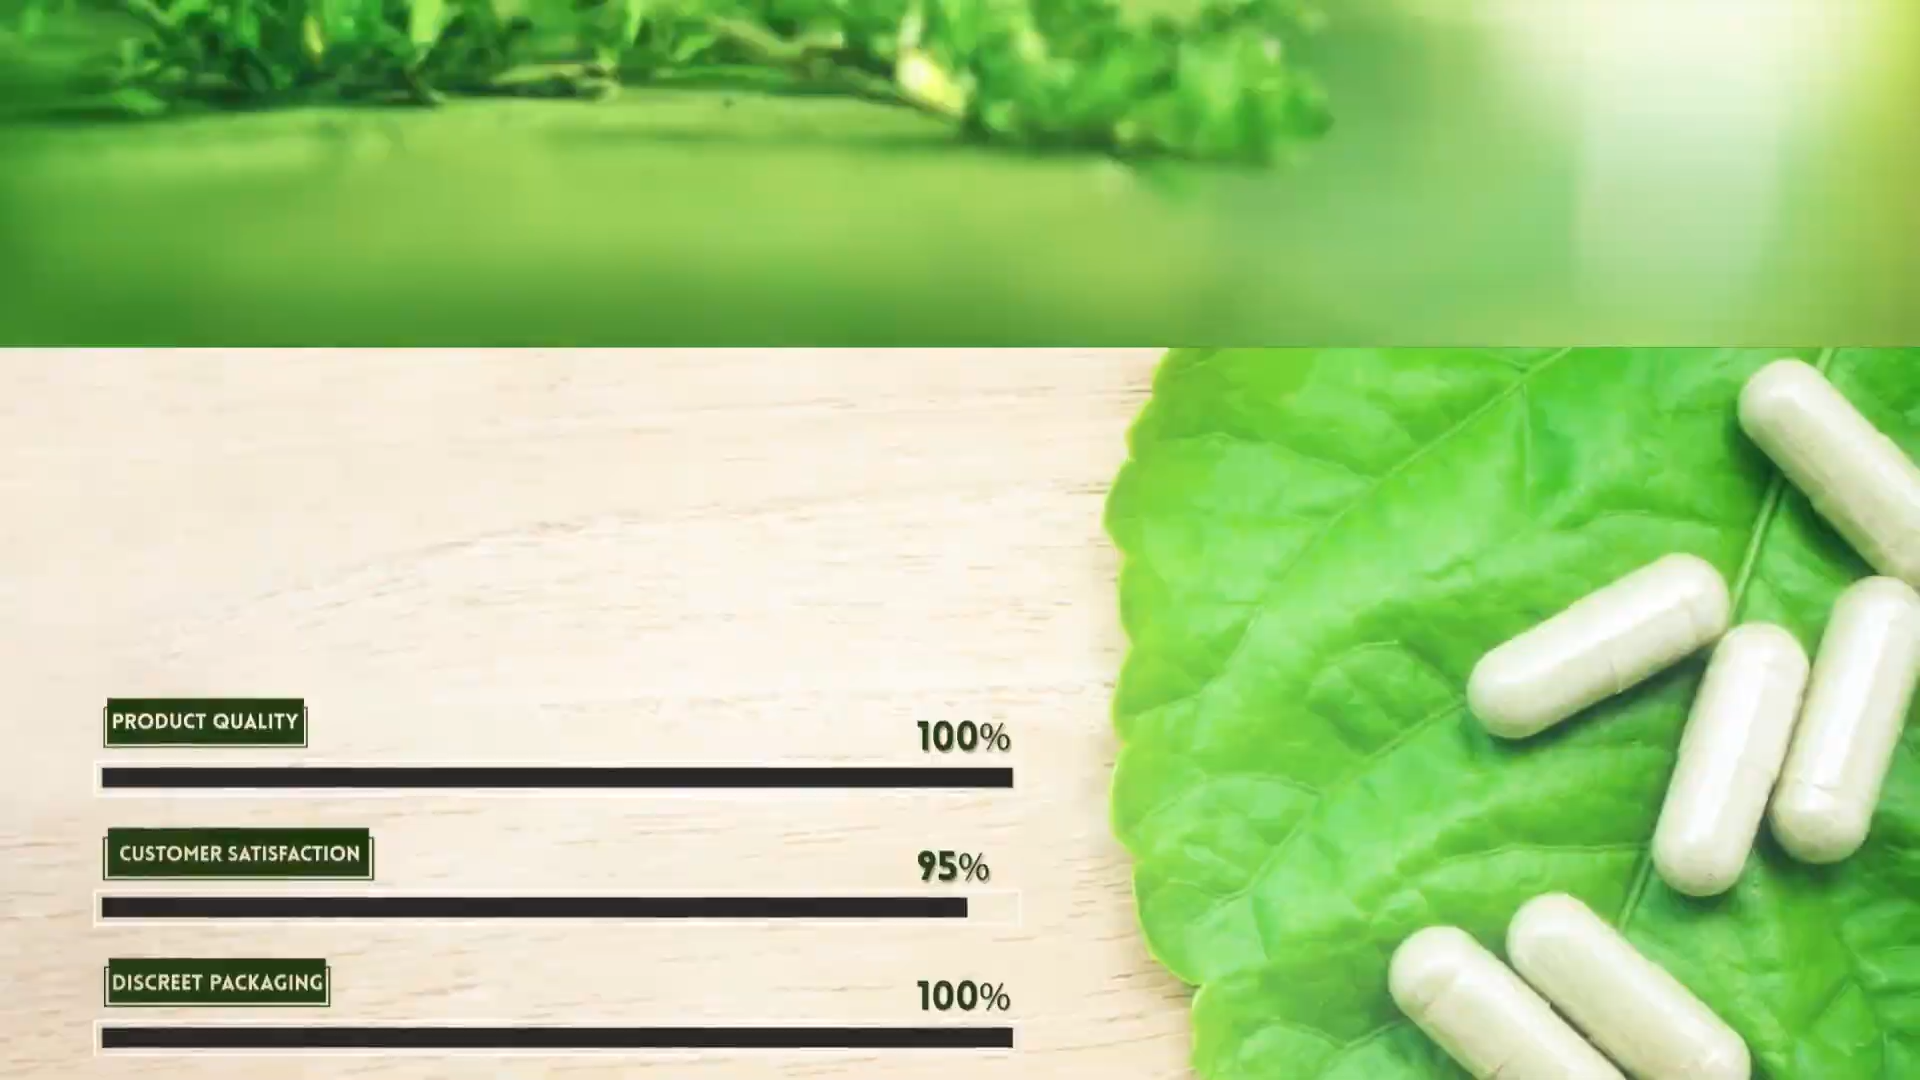 PRODUCT QUALITY
100%
CUSTOMER SATISFACTION
95%
DISCREET PACKAGING
100%